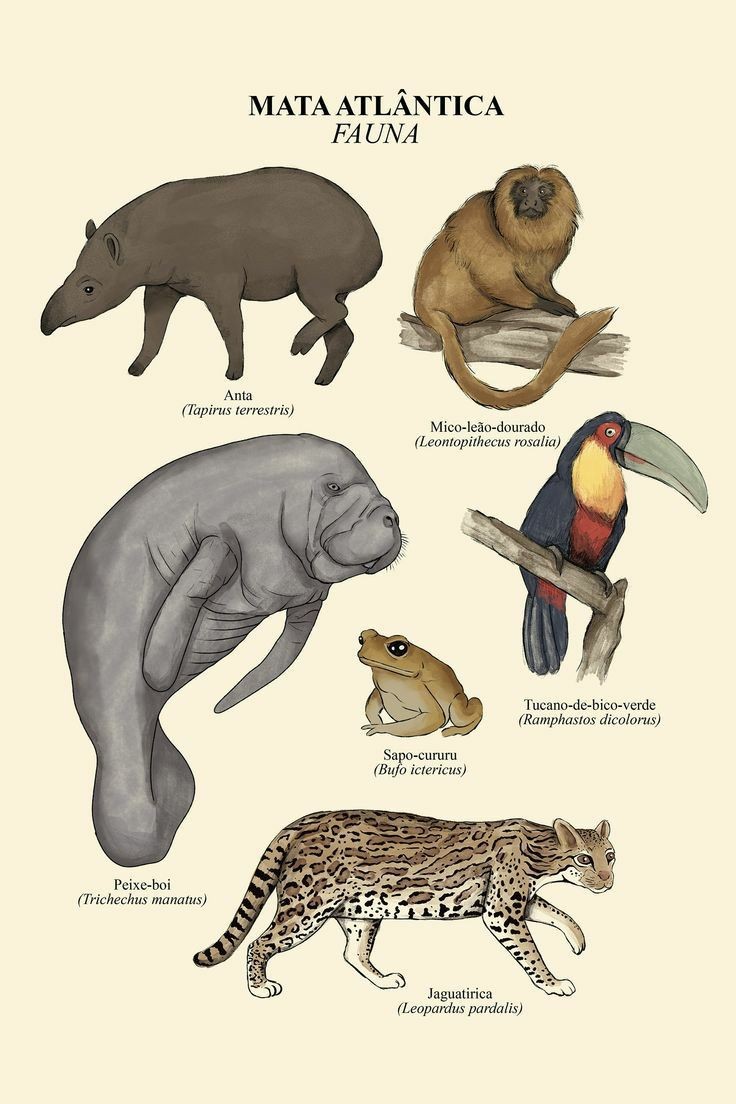 MATA ATLÂNTICA
FAUNA
Anta
(Tapirus terrestris)
Mico-leão-dourado
(Leontopithecus rosalia)
Tucano-de-bico-verde
(Ramphastos dicolorus)
Sapo-cururu
(Bufo ictericus)
Peixe-boi
(Trichechus manatus)
Jaguatirica
(Leopardus pardalis)